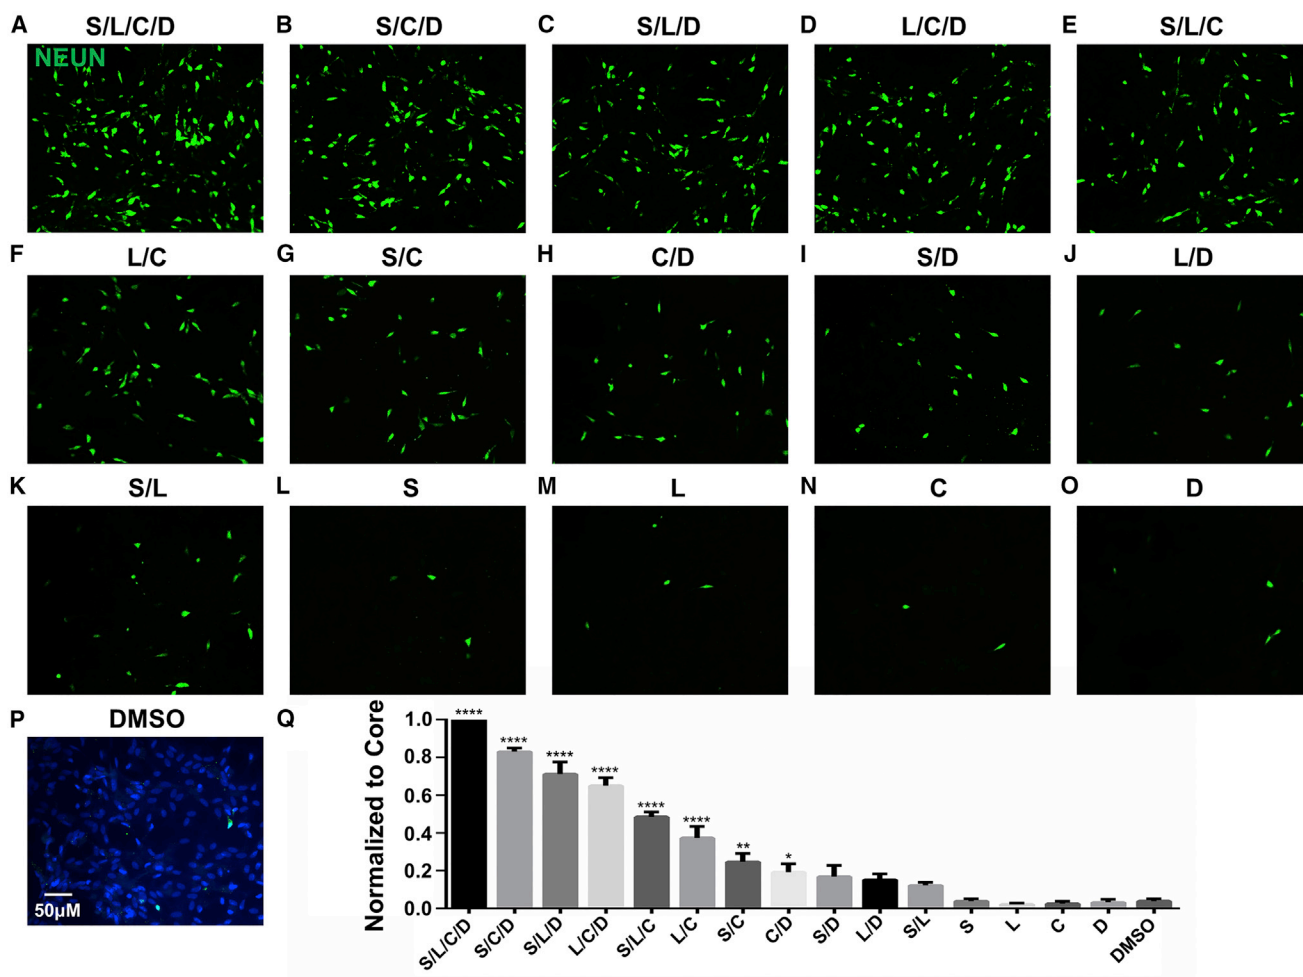 A S/L/C/D B S/C/D C S/L/D D L/C/D E S/L/C
NEUN
F L/C G S/C H C/D I S/D J L/D
K S/L L S M L N C O D
P DMSO Q
50µM
Normalized to Core
1.0
0.8
0.6
0.4
0.2
0.0
**** **** **** **** **** **** ** *
S/L/C/D S/C/D S/L/D L/C/D S/L/C L/C S/C C/D S/D L/D S/L S L C D DMSO